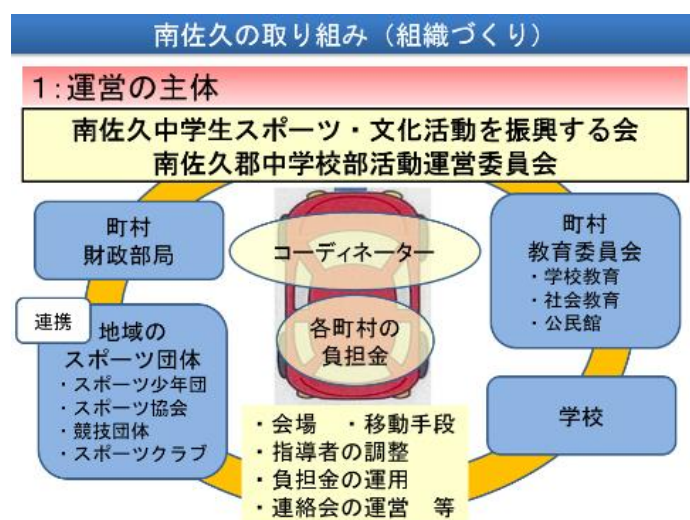 南佐久の取り組み（組織づくり）
1：運営の主体
南佐久中学生スポーツ・文化活動を振興する会
南佐久郡中学校部活動運営委員会
町村
財政部局
コーディネーター
町村
教育委員会
・学校教育
・社会教育
・公民館
連携
地域の
スポーツ団体
・スポーツ少年団
・スポーツ協会
・競技団体
・スポーツクラブ
各町村の
負担金
学校
・会場　・移動手段
・指導者の調整
・負担金の運用
・連絡会の運営　等